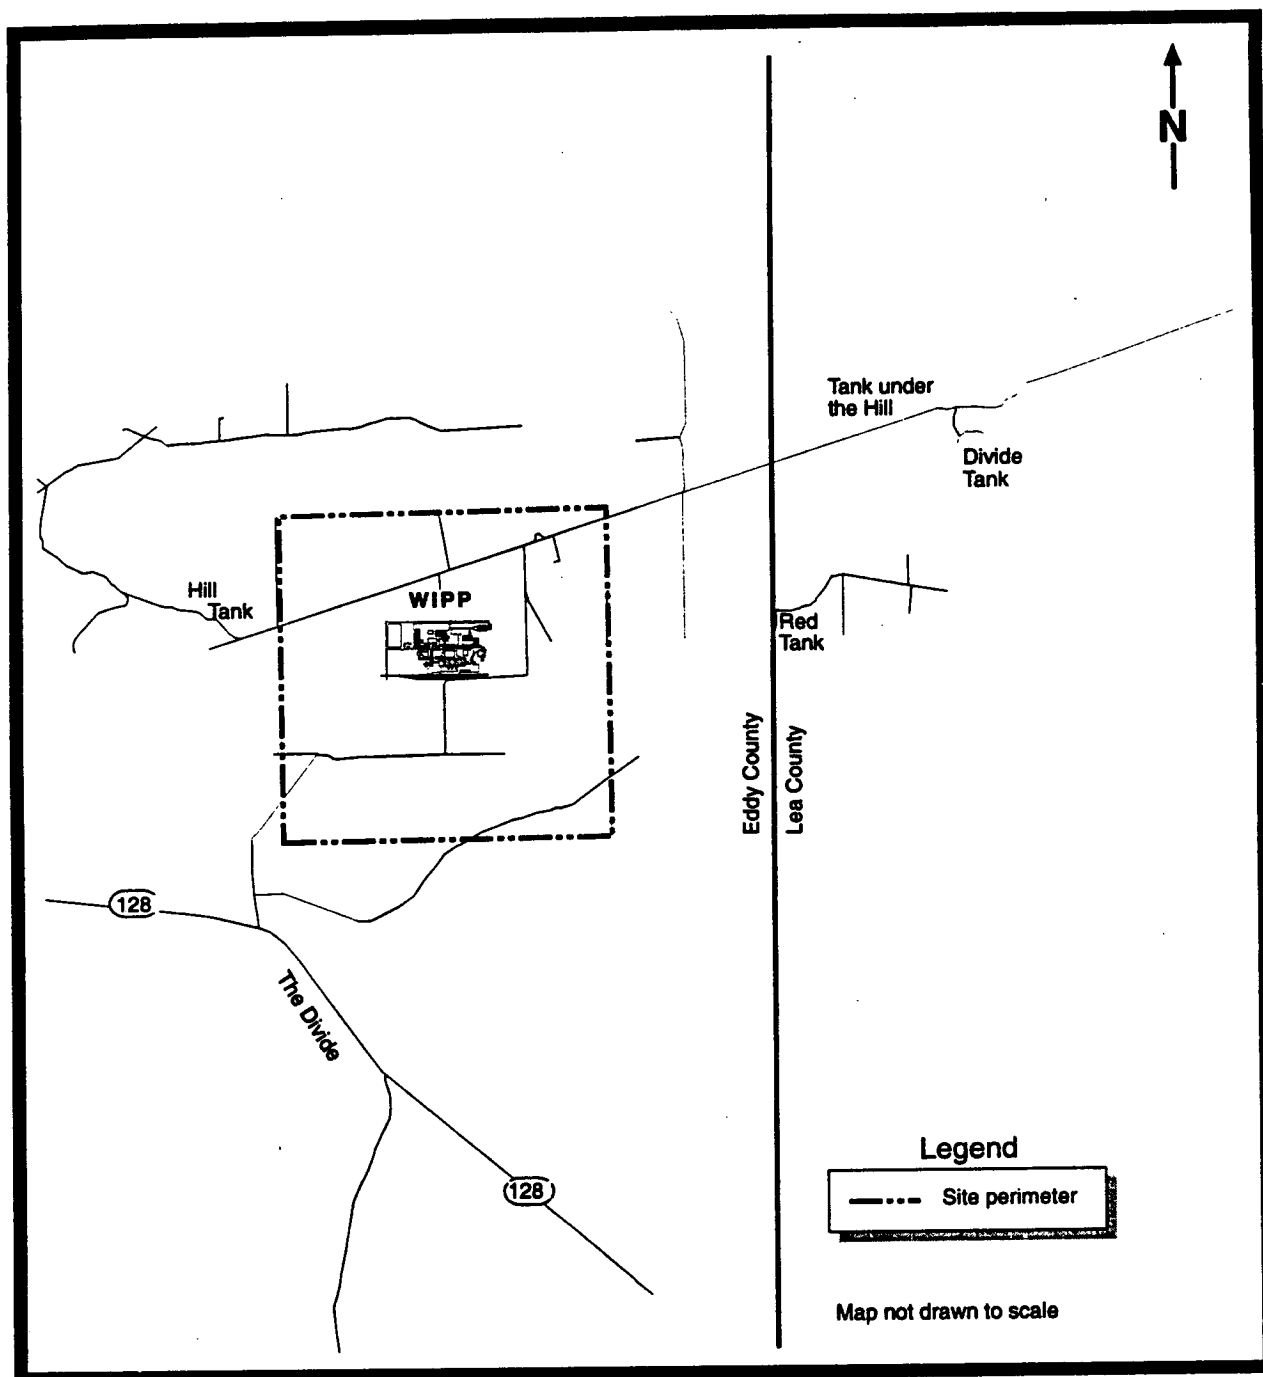 N
Tank under
the Hill
Divide
Tank
Hill
Tank
WIPP
Red
Tank
Eddy County
Lea County
128
The Divide
128
Legend
Site perimeter
Map not drawn to scale